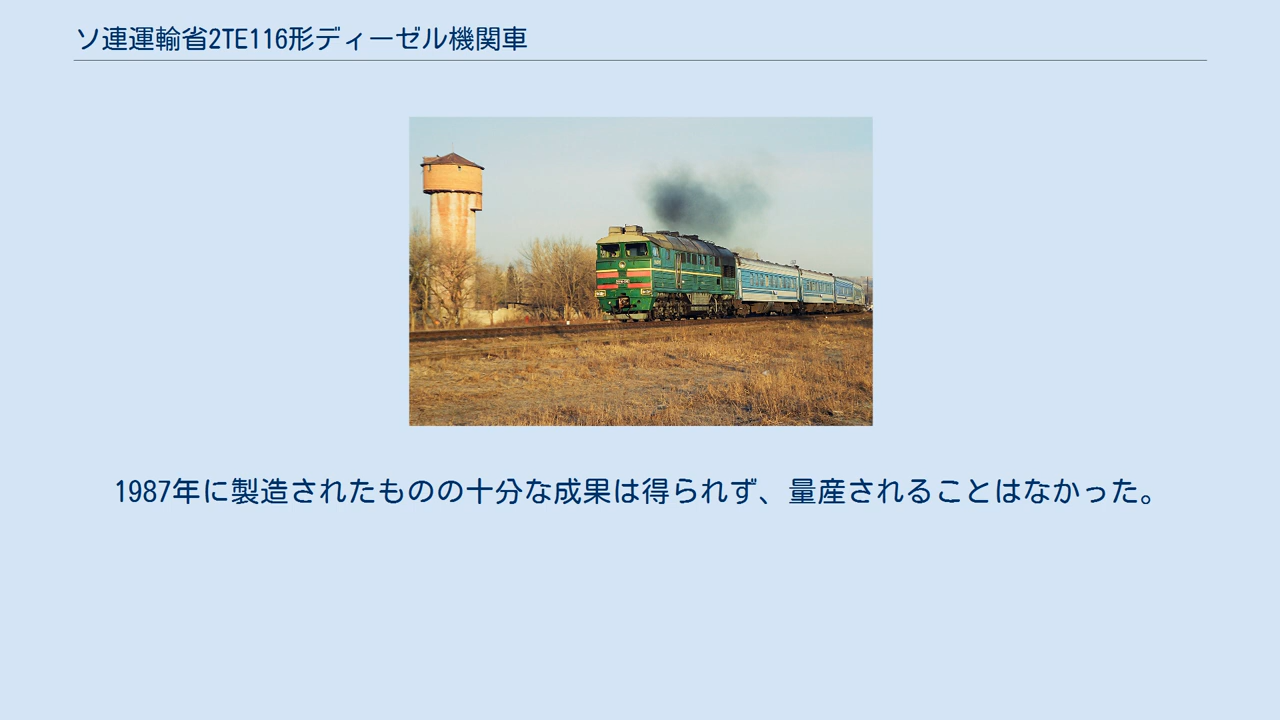 ソ連運輸省2TE116形ディーゼル機関車
1987年に製造されたものの十分な成果は得られず、量産されることはなかった。